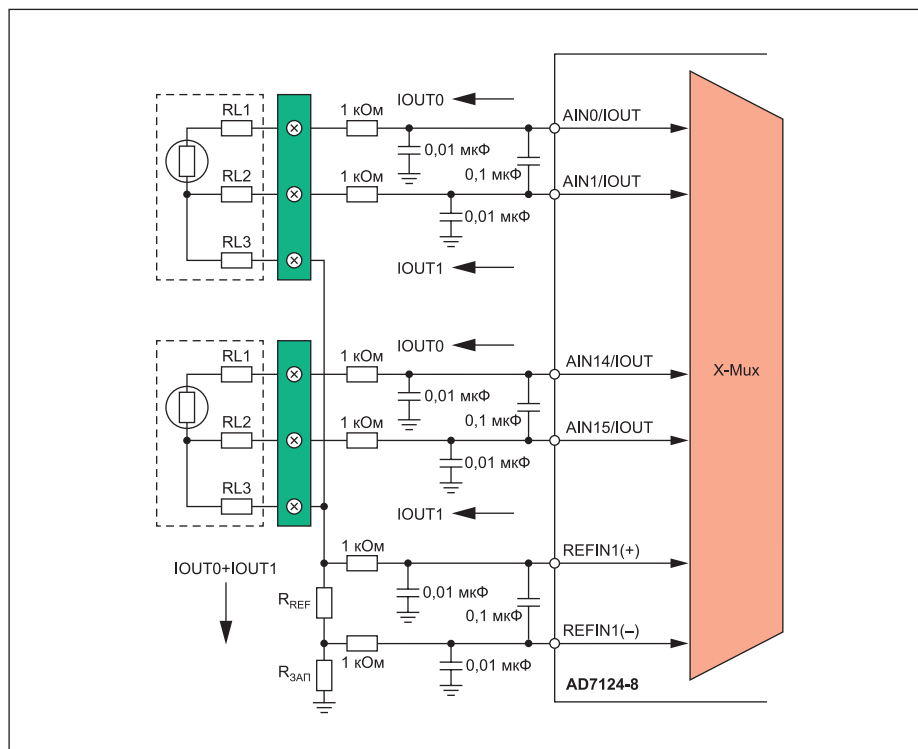 IOUT0
AIN0/IOUT
RL1
1 кОм
0,01 мкФ
0,1 мкФ
RL2
1 кОм
AIN1/IOUT
0,01 мкФ
RL3
IOUT1
IOUT0
RL1
1 кОм
AIN14/IOUT
X-Mux
0,01 мкФ
0,1 мкФ
RL2
1 кОм
AIN15/IOUT
0,01 мкФ
RL3
IOUT1
1 кОм
REFIN1(+)
IOUT0+IOUT1
0,01 мкФ
0,1 мкФ
RREF
REFIN1(–)
1 кОм
0,01 мкФ
RЗАП
AD7124-8